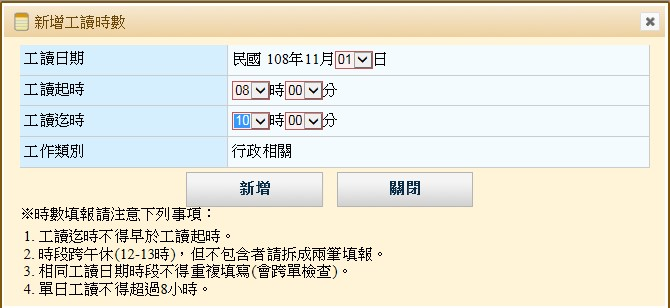 新增工讀時數
工讀日期 民國 108年11月 01 日
工讀起時 08 時 00 分
工讀迄時 10 時 00 分
工作類別 行政相關
新增 關閉
※時數填報請注意下列事項：
1. 工讀迄時不得早於工讀起時。
2. 時段跨午休(12-13時)，但不包含者請拆成兩筆填報。
3. 相同工讀日期時段不得重複填寫(會跨單檢查)。
4. 單日工讀不得超過8小時。